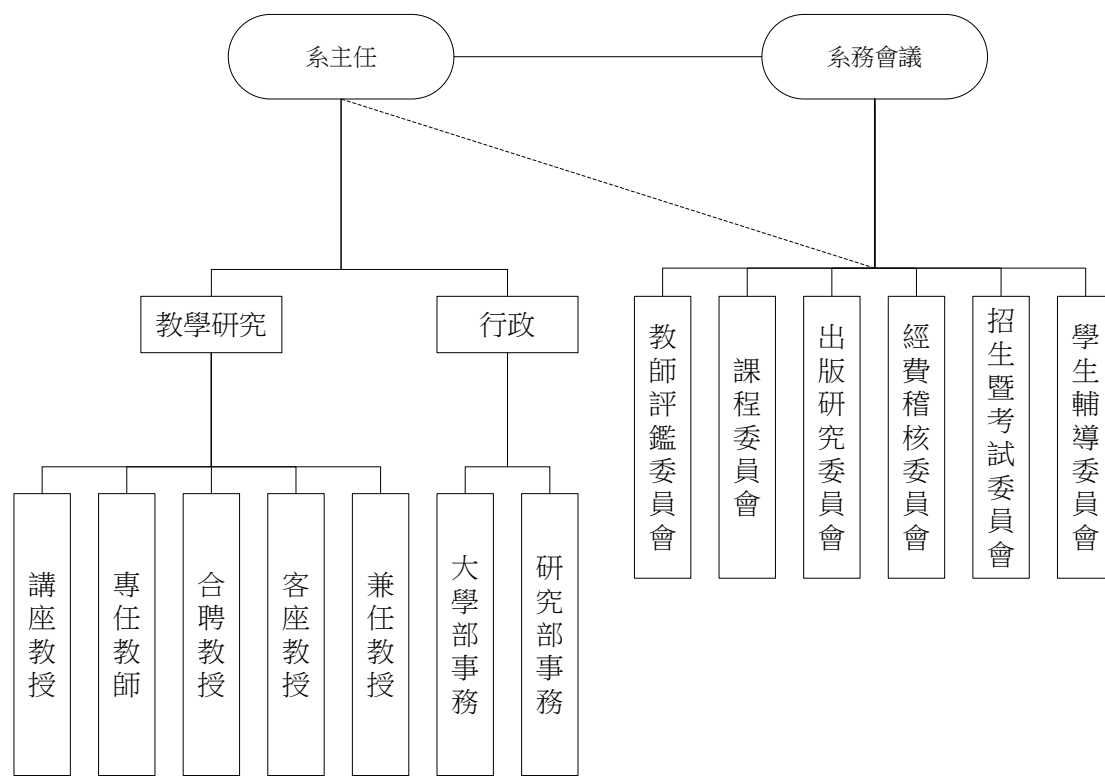 系主任
系務會議
教學研究
行政
教師評鑑委員會
課程委員會
出版研究委員會
經費稽核委員會
招生暨考試委員會
學生輔導委員會
講座教授
專任教師
合聘教授
客座教授
兼任教授
大學部事務
研究部事務